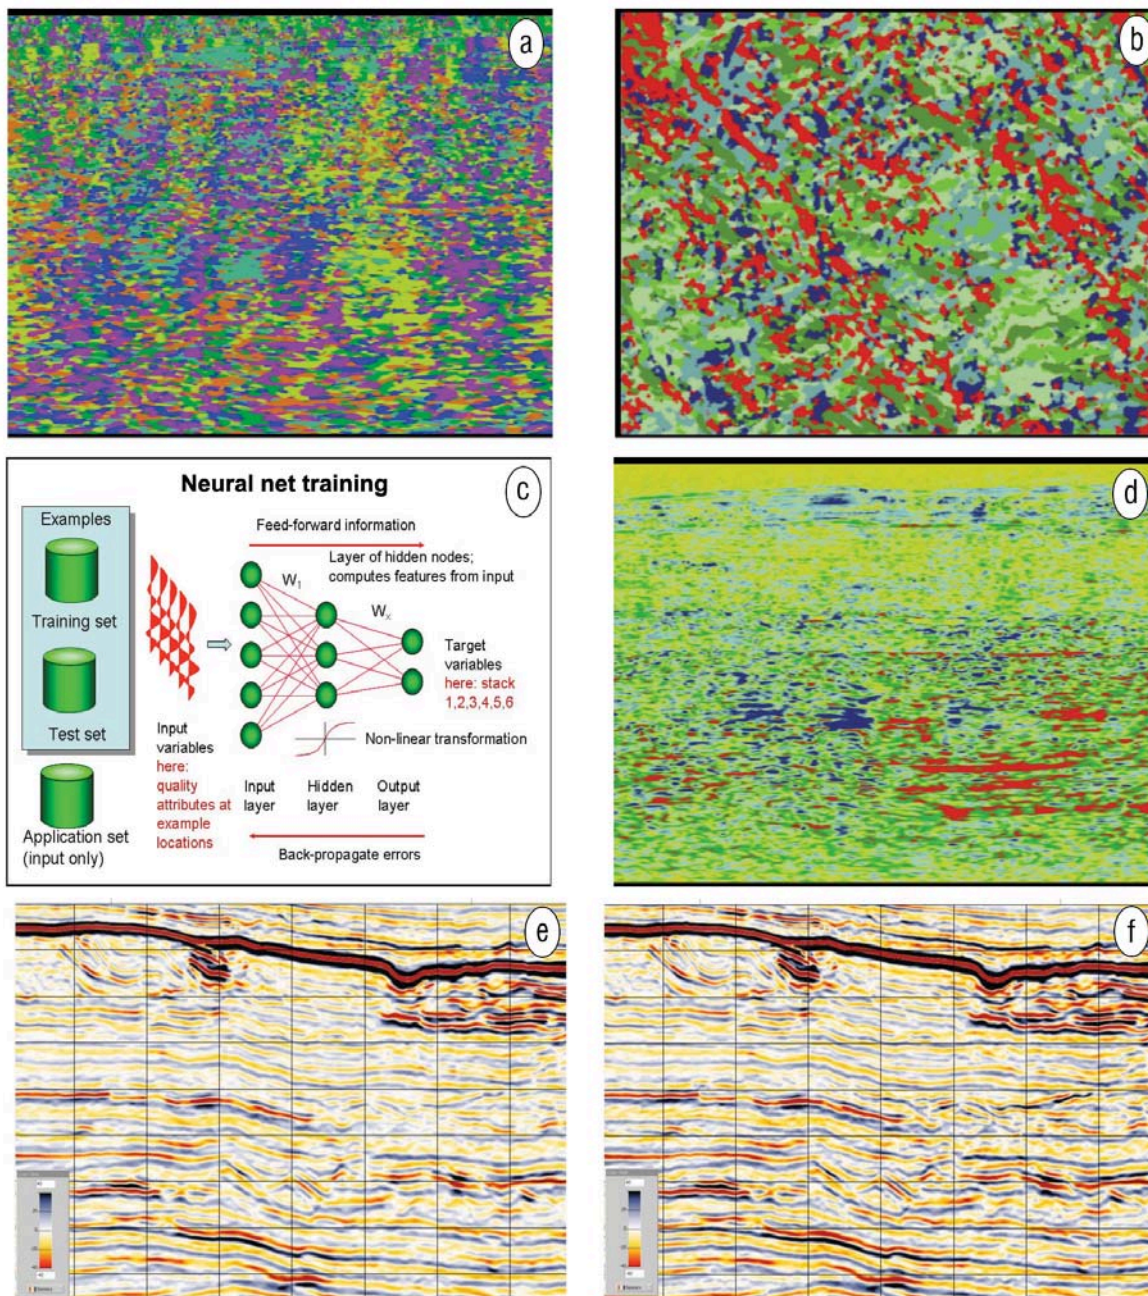 a
b
Neural net training
c
Examples
Training set
Test set
Application set
(input only)
Input
variables
here:
quality
attributes at
example
locations
Feed-forward information
Layer of hidden nodes;
computes features from input
W1
Wx
Target
variables
here: stack
1,2,3,4,5,6
Non-linear transformation
Input
layer
Hidden
layer
Output
layer
Back-propagate errors
d
e
f